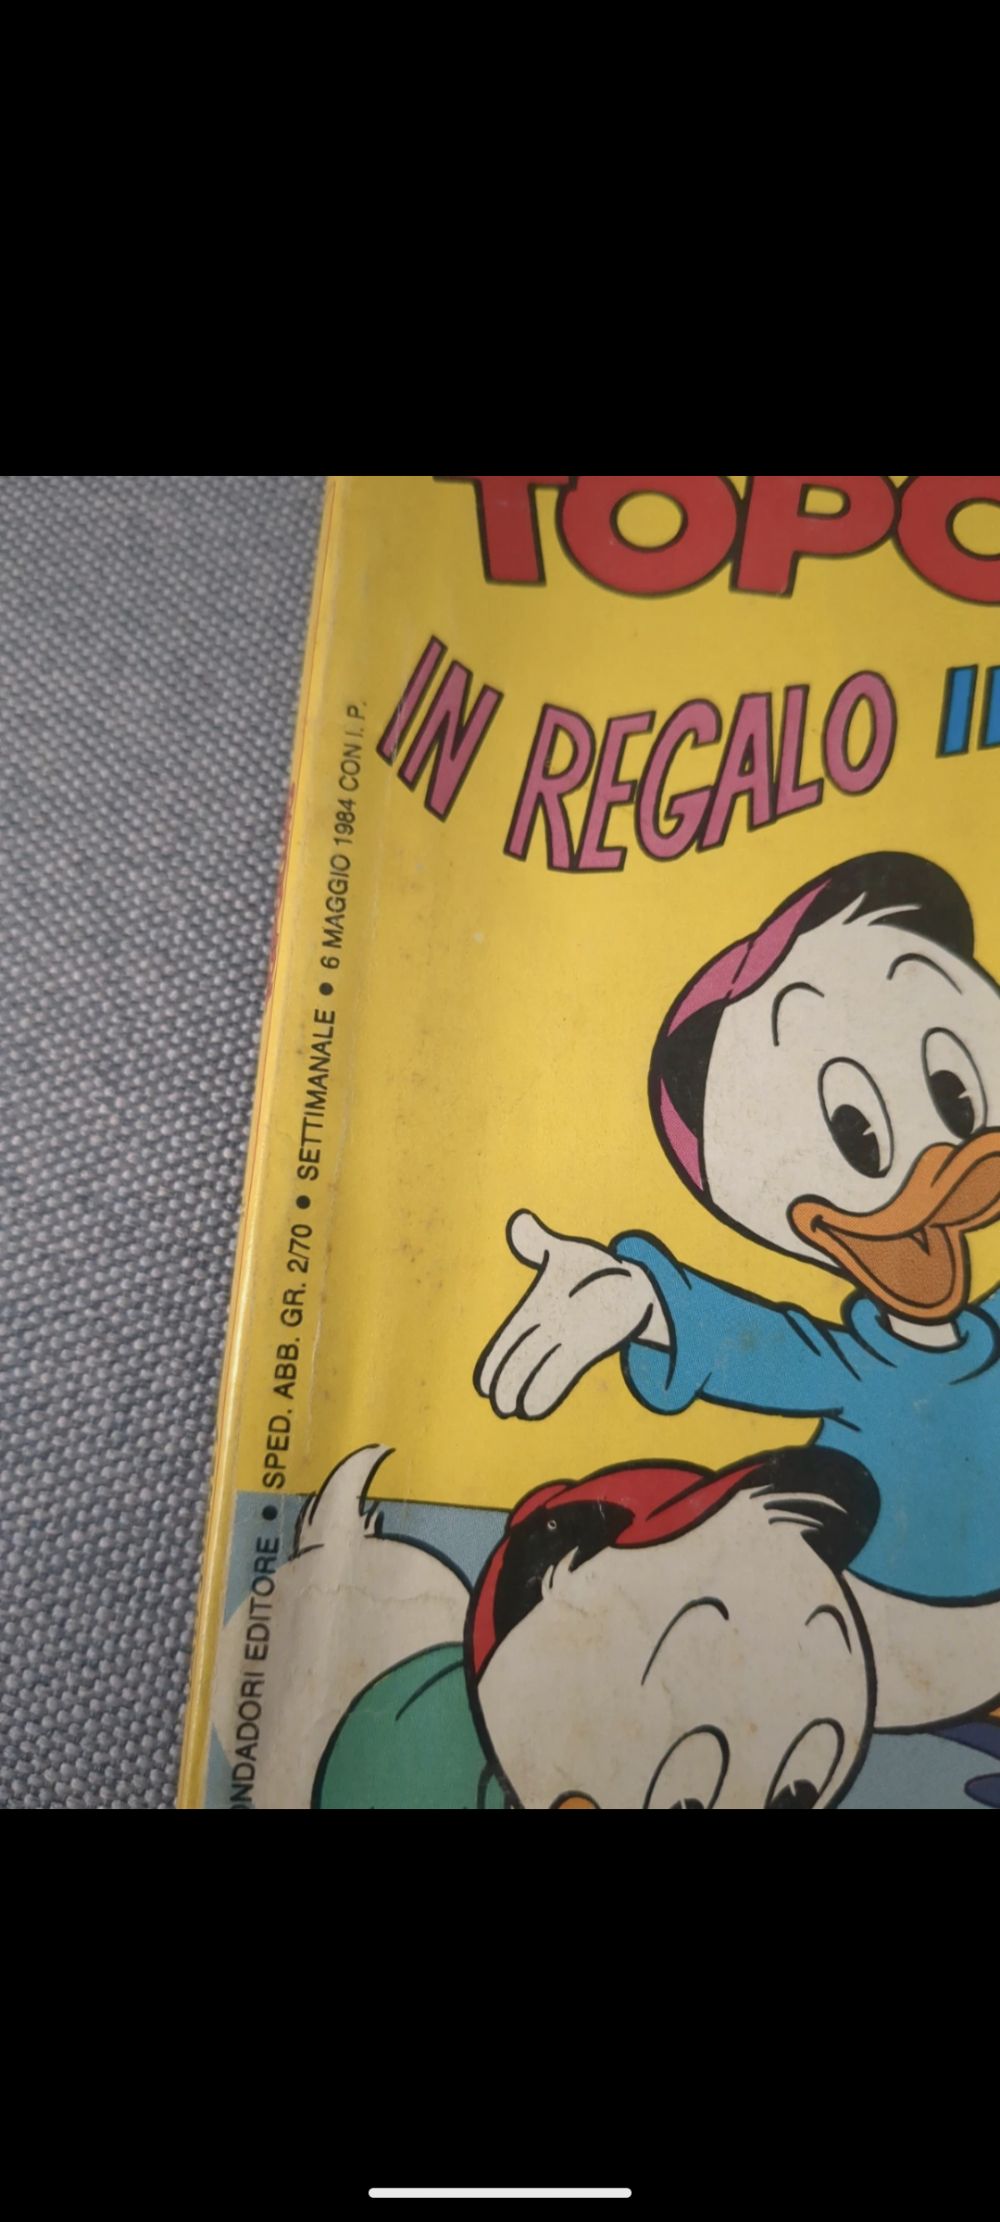 TOPO
IN REGALO
ONDADORI EDITORE • SPED. ABB. GR. 2/70 • SETTIMANALE • 6 MAGGIO 1984 CON I. P.